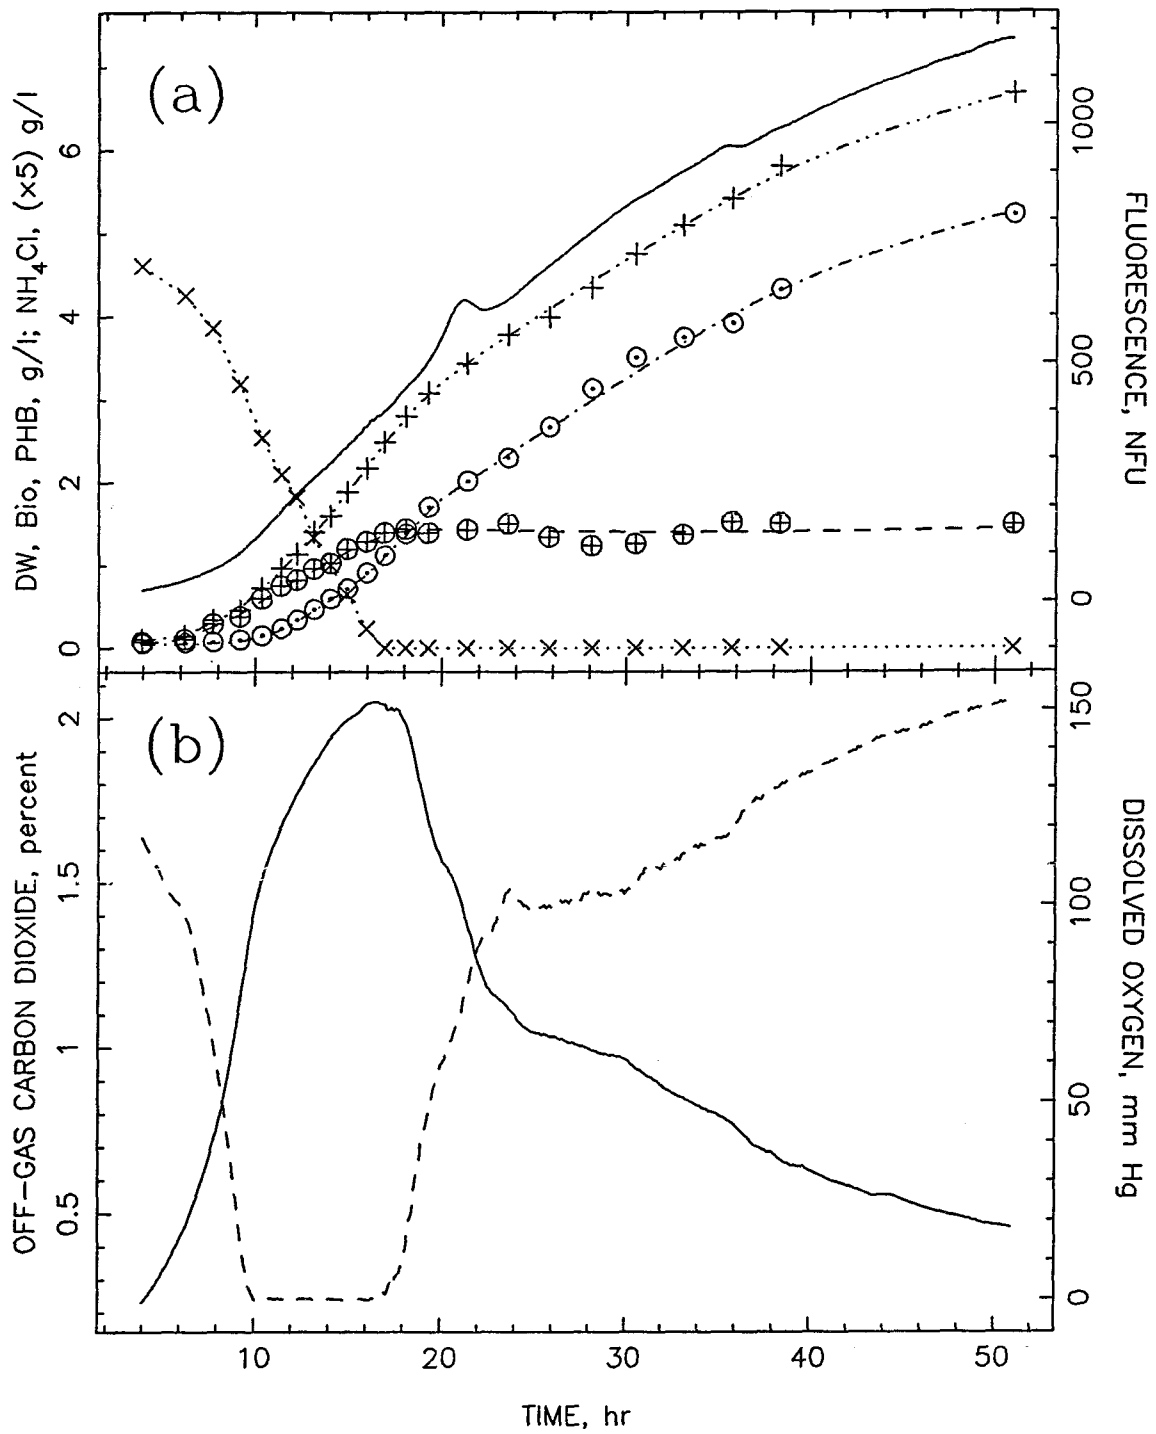 (a)
DW, Bio, PHB, g/l; NH4Cl, (×5) g/l
6
4
2
0
FLUORESCENCE, NFU
1000
500
0
(b)
OFF-GAS CARBON DIOXIDE, percent
2
1.5
1
0.5
DISSOLVED OXYGEN, mm Hg
150
100
50
0
10 20 30 40 50
TIME, hr